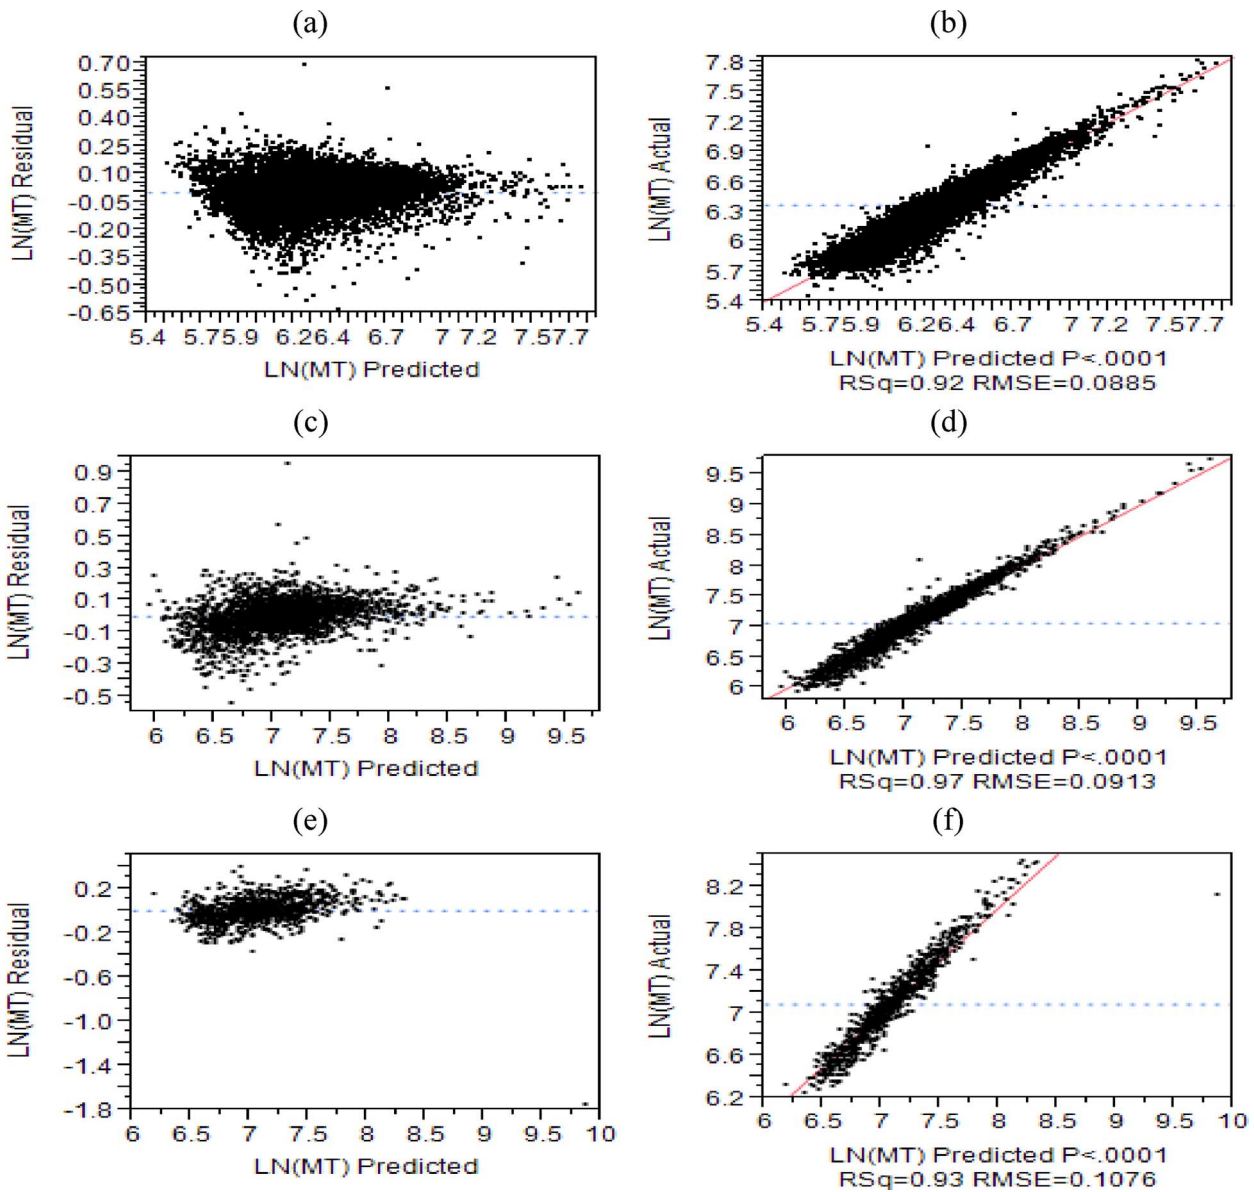 (a)
LN(MT) Residual
0.70
0.55
0.40
0.25
0.10
-0.05
-0.20
-0.35
-0.50
-0.65
5.4 5.75.9 6.26.4 6.7 7 7.2 7.57.7
LN(MT) Predicted
(b)
LN(MT) Actual
7.8
7.5
7.2
6.9
6.6
6.3
6
5.7
5.4
5.4 5.75.9 6.26.4 6.7 7 7.2 7.57.7
LN(MT) Predicted P<.0001
RSq=0.92 RMSE=0.0885
(c)
LN(MT) Residual
0.9
0.7
0.5
0.3
0.1
-0.1
-0.3
-0.5
6 6.5 7 7.5 8 8.5 9 9.5
LN(MT) Predicted
(d)
LN(MT) Actual
9.5
9
8.5
8
7.5
7
6.5
6
6 6.5 7 7.5 8 8.5 9 9.5
LN(MT) Predicted P<.0001
RSq=0.97 RMSE=0.0913
(e)
LN(MT) Residual
0.2
-0.2
-0.6
-1.0
-1.4
-1.8
6 6.5 7 7.5 8 8.5 9 9.5 10
LN(MT) Predicted
(f)
LN(MT) Actual
8.2
7.8
7.4
7
6.6
6.2
6 6.5 7 7.5 8 8.5 9 9.5 10
LN(MT) Predicted P<.0001
RSq=0.93 RMSE=0.1076